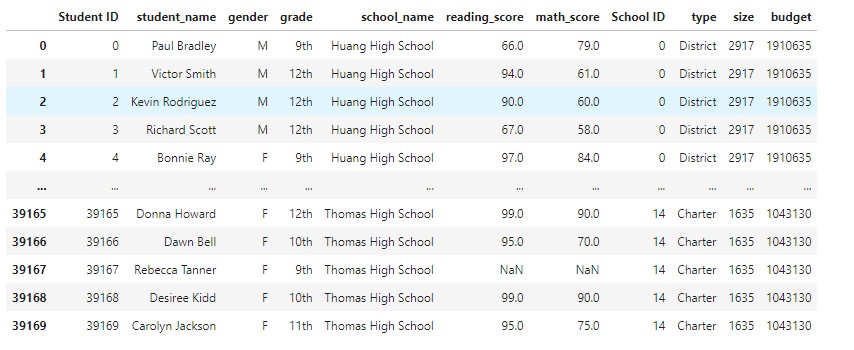 Student ID student_name gender grade school_name reading_score math_score School ID type size budget
0 0 Paul Bradley M 9th Huang High School 66.0 79.0 0 District 2917 1910635
1 1 Victor Smith M 12th Huang High School 94.0 61.0 0 District 2917 1910635
2 2 Kevin Rodriguez M 12th Huang High School 90.0 60.0 0 District 2917 1910635
3 3 Richard Scott M 12th Huang High School 67.0 58.0 0 District 2917 1910635
4 4 Bonnie Ray F 9th Huang High School 97.0 84.0 0 District 2917 1910635
... ... ... ... ... ... ... ... ... ... ... ...
39165 39165 Donna Howard F 12th Thomas High School 99.0 90.0 14 Charter 1635 1043130
39166 39166 Dawn Bell F 10th Thomas High School 95.0 70.0 14 Charter 1635 1043130
39167 39167 Rebecca Tanner F 9th Thomas High School NaN NaN 14 Charter 1635 1043130
39168 39168 Desiree Kidd F 10th Thomas High School 99.0 90.0 14 Charter 1635 1043130
39169 39169 Carolyn Jackson F 11th Thomas High School 95.0 75.0 14 Charter 1635 1043130